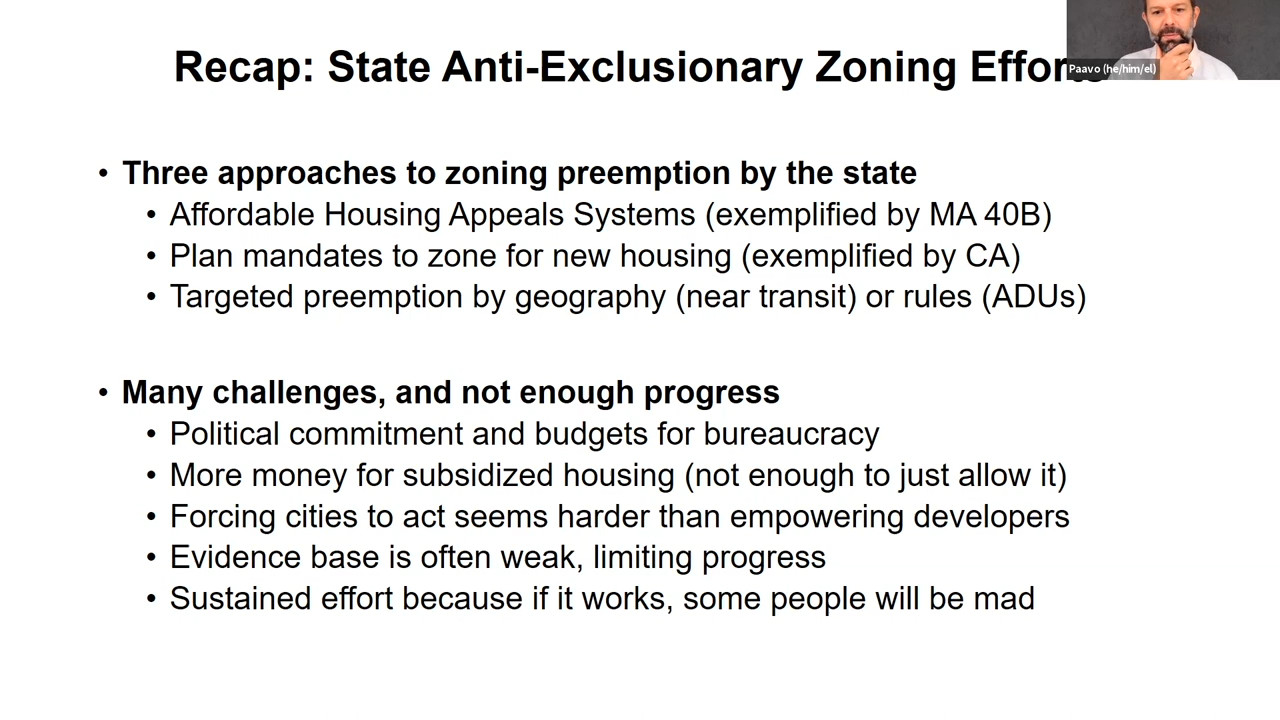 Recap: State Anti-Exclusionary Zoning Effor
Paavo (he/him/el)
• Three approaches to zoning preemption by the state
• Affordable Housing Appeals Systems (exemplified by MA 40B)
• Plan mandates to zone for new housing (exemplified by CA)
• Targeted preemption by geography (near transit) or rules (ADUs)
• Many challenges, and not enough progress
• Political commitment and budgets for bureaucracy
• More money for subsidized housing (not enough to just allow it)
• Forcing cities to act seems harder than empowering developers
• Evidence base is often weak, limiting progress
• Sustained effort because if it works, some people will be mad